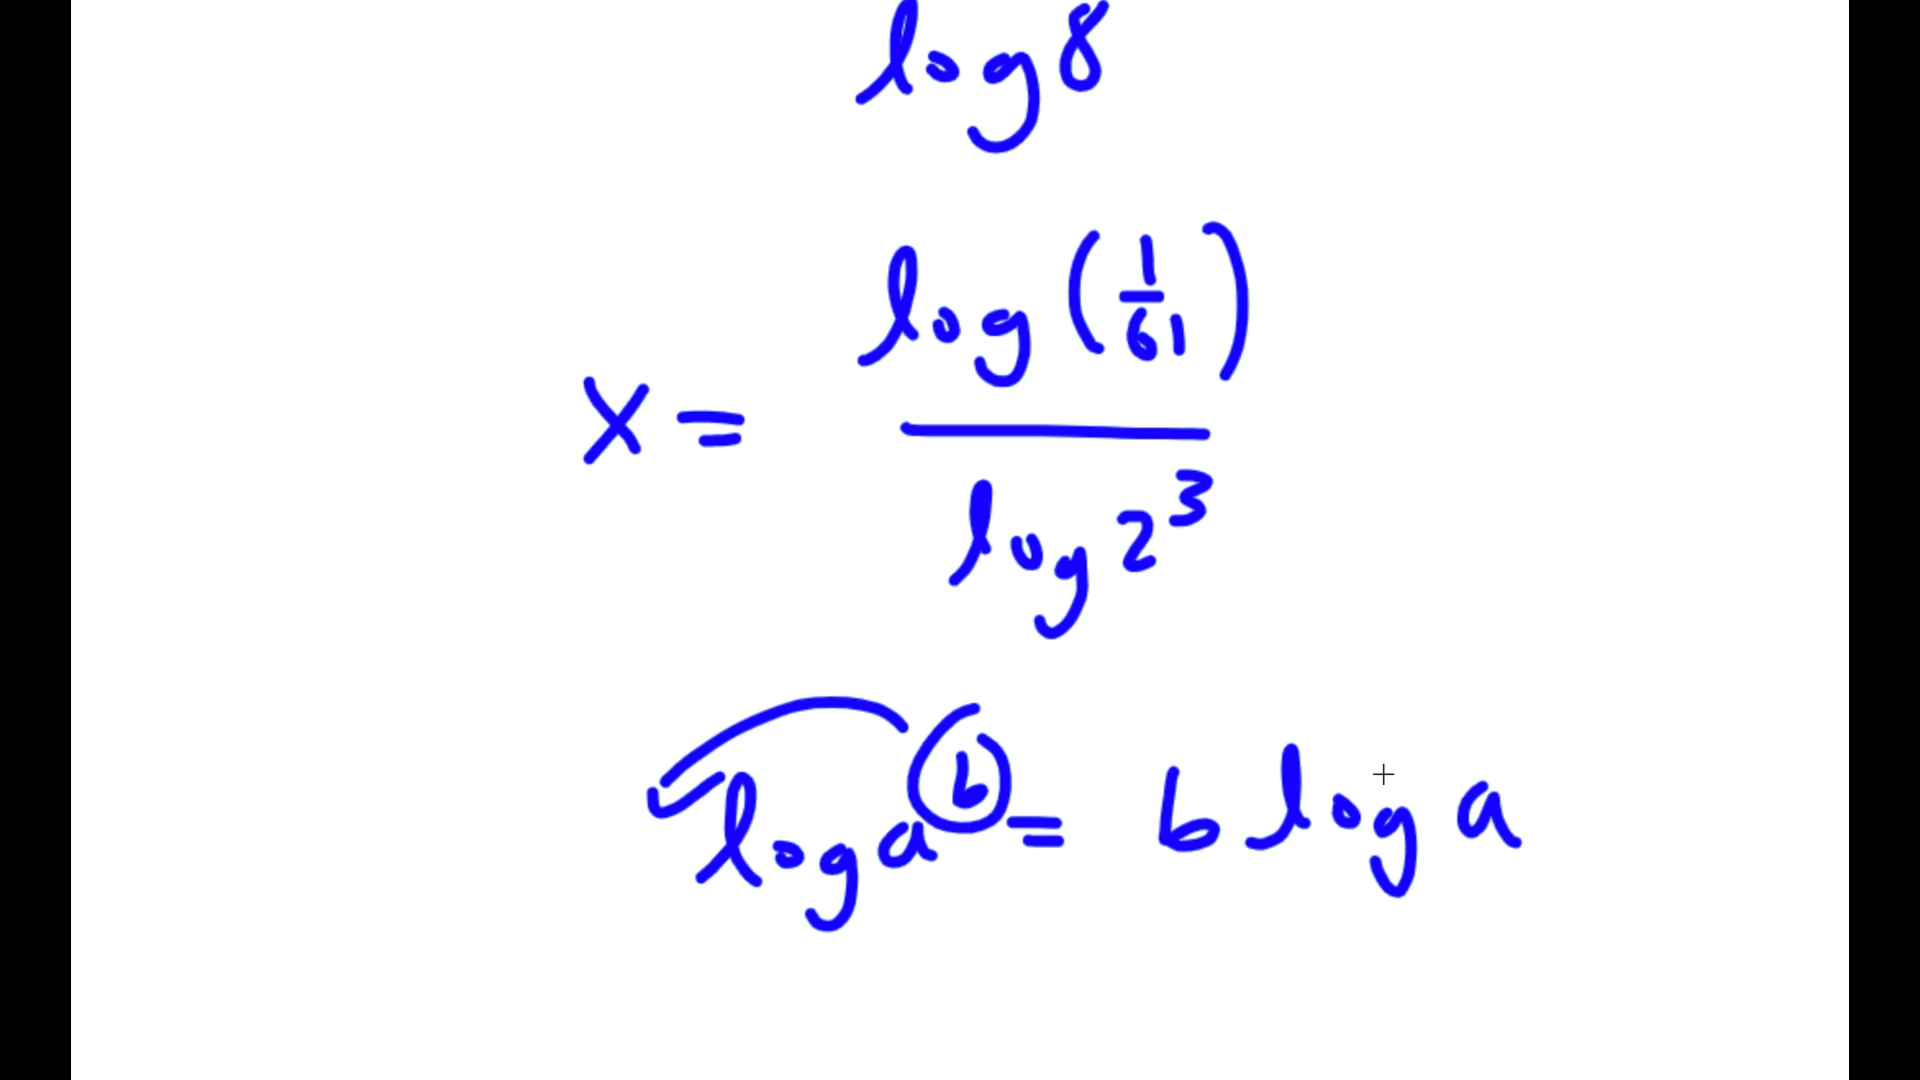 log 8
x = log (1/61) / log 2^3
log a^b = b log a